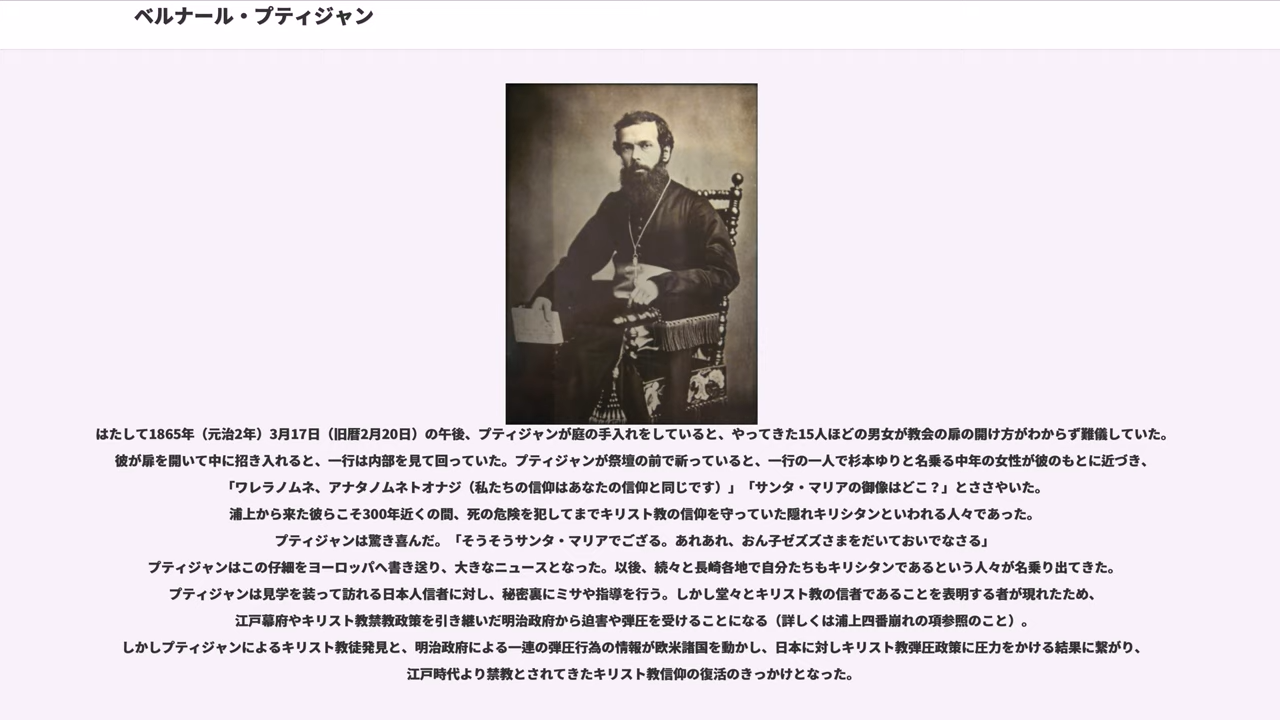 ベルナール・プティジャン
はたして1865年（元治2年）3月17日（旧暦2月20日）の午後、プティジャンが庭の手入れをしていると、やってきた15人ほどの男女が教会の扉の開け方がわからず難儀していた。
彼が扉を開いて中に招き入れると、一行は内部を見て回っていた。プティジャンが祭壇の前で祈っていると、一行の一人で杉本ゆりと名乗る中年の女性が彼のもとに近づき、
「ワレラノムネ、アナタノムネトオナジ（私たちの信仰はあなたの信仰と同じです）」「サンタ・マリアの御像はどこ？」とささやいた。
浦上から来た彼らこそ300年近くの間、死の危険を犯してまでキリスト教の信仰を守っていた隠れキリシタンといわれる人々であった。
プティジャンは驚き喜んだ。「そうそうサンタ・マリアでござる。あれあれ、おん子ゼズズさまをだいておいでなさる」
プティジャンはこの仔細をヨーロッパへ書き送り、大きなニュースとなった。以後、続々と長崎各地で自分たちもキリシタンであるという人々が名乗り出てきた。
プティジャンは見学を装って訪れる日本人信者に対し、秘密裏にミサや指導を行う。しかし堂々とキリスト教の信者であることを表明する者が現れたため、
江戸幕府やキリスト教禁教政策を引き継いだ明治政府から迫害や弾圧を受けることになる（詳しくは浦上四番崩れの項参照のこと）。
しかしプティジャンによるキリスト教徒発見と、明治政府による一連の弾圧行為の情報が欧米諸国を動かし、日本に対しキリスト教弾圧政策に圧力をかける結果に繋がり、
江戸時代より禁教とされてきたキリスト教信仰の復活のきっかけとなった。